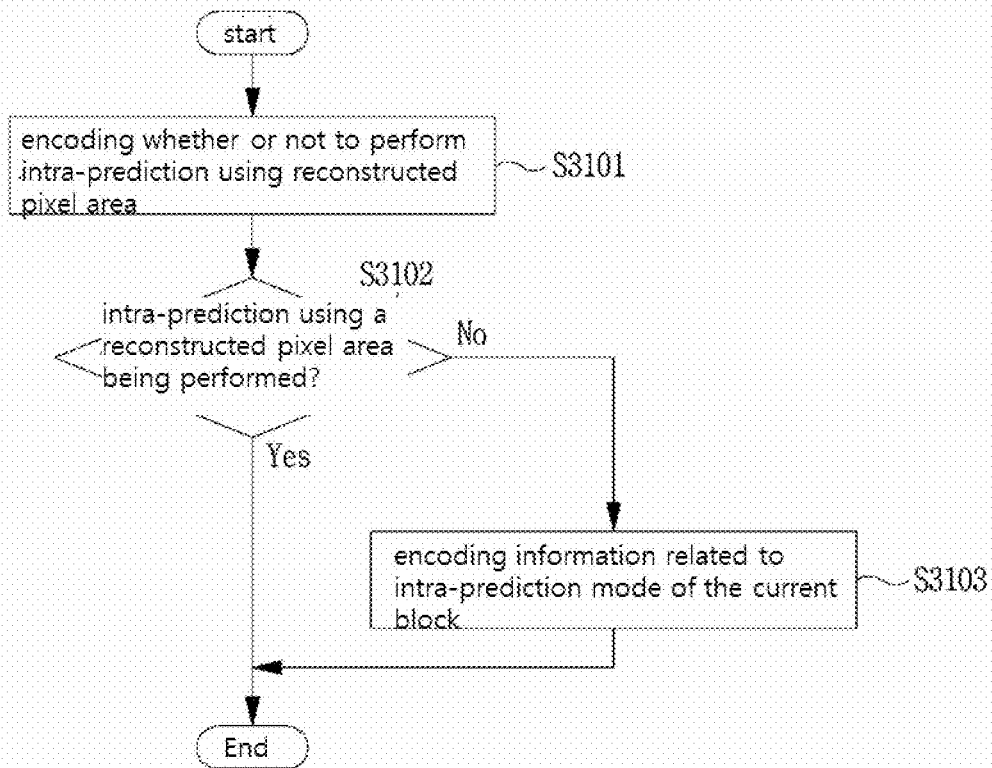 start
encoding whether or not to perform
intra-prediction using reconstructed
pixel area
S3101
S3102
intra-prediction using a
reconstructed pixel area
being performed?
No
Yes
encoding information related to
intra-prediction mode of the current
block
S3103
End